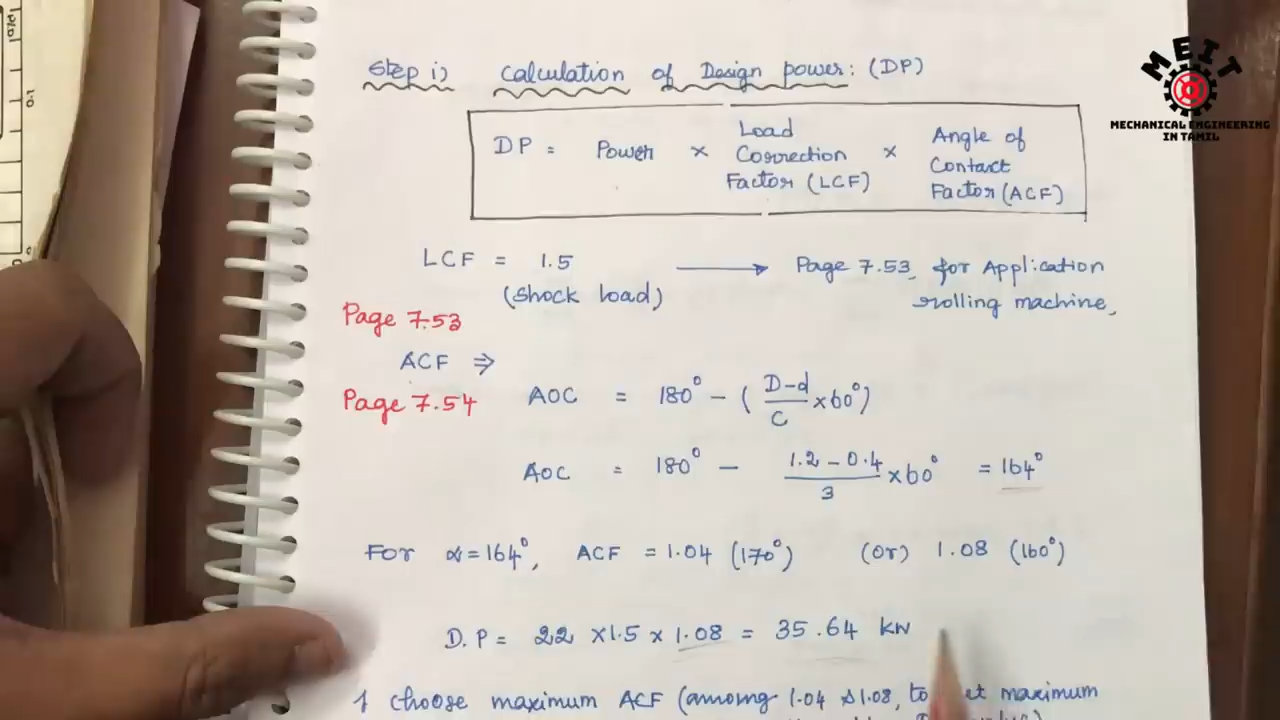 Step i) Calculation of Design power: (DP)
DP = Power × Load Correction Factor (LCF) × Angle of Contact Factor (ACF)
LCF = 1.5 ⟶ Page 7.53, for Application
(Shock load) rolling machine,
Page 7.53
ACF ⇒
Page 7.54
AOC = 180° - (D-d/C ×60°)
AOC = 180° - 1.2 - 0.4/3 ×60° = 164°
For α=164°, ACF = 1.04 (170°) (or) 1.08 (160°)
D.P = 22 ×1.5 × 1.08 = 35.64 kN
I choose maximum ACF (among 1.04 & 1.08, to maximum
MEIT
MECHANICAL ENGINEERING
IN TAMIL
0.1